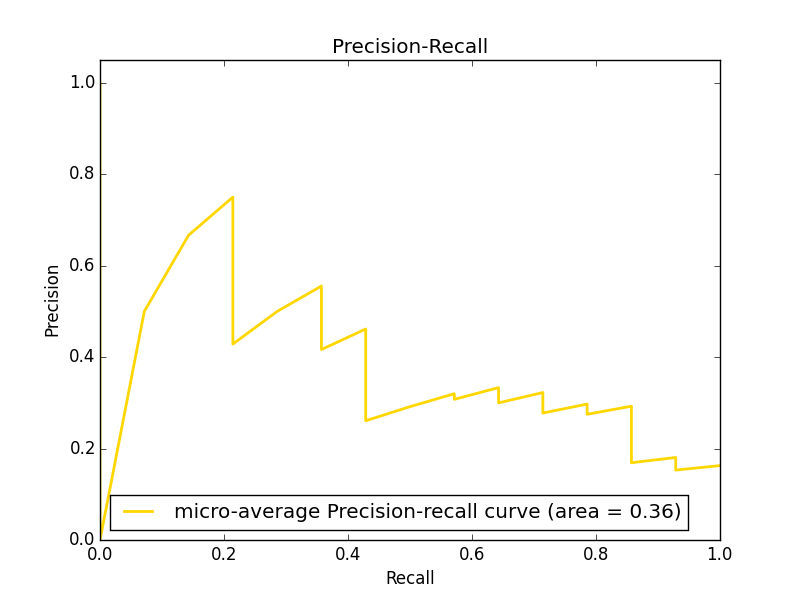 Precision-Recall
1.0
0.8
0.6
0.4
0.2
0.0
Precision
micro-average Precision-recall curve (area = 0.36)
0.0 0.2 0.4 0.6 0.8 1.0
Recall